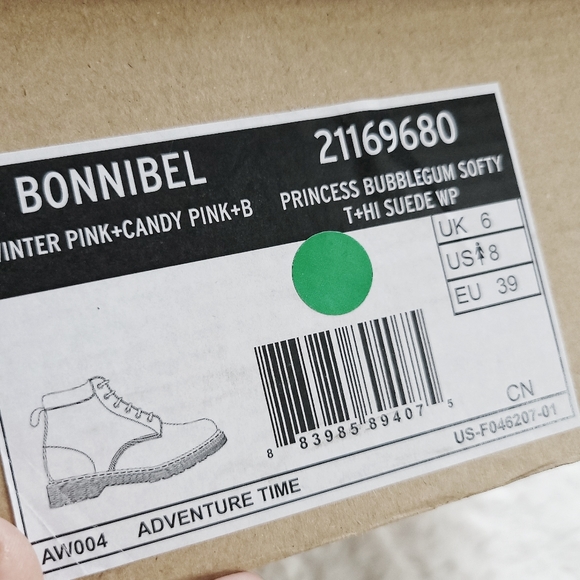 BONNIBEL
21169680
WINTER PINK+CANDY PINK+B
PRINCESS BUBBLEGUM SOFTY
T+HI SUEDE WP
UK 6
US 8
EU 39
8 83985 89407 5
CN
US-F046207-01
AW004 ADVENTURE TIME